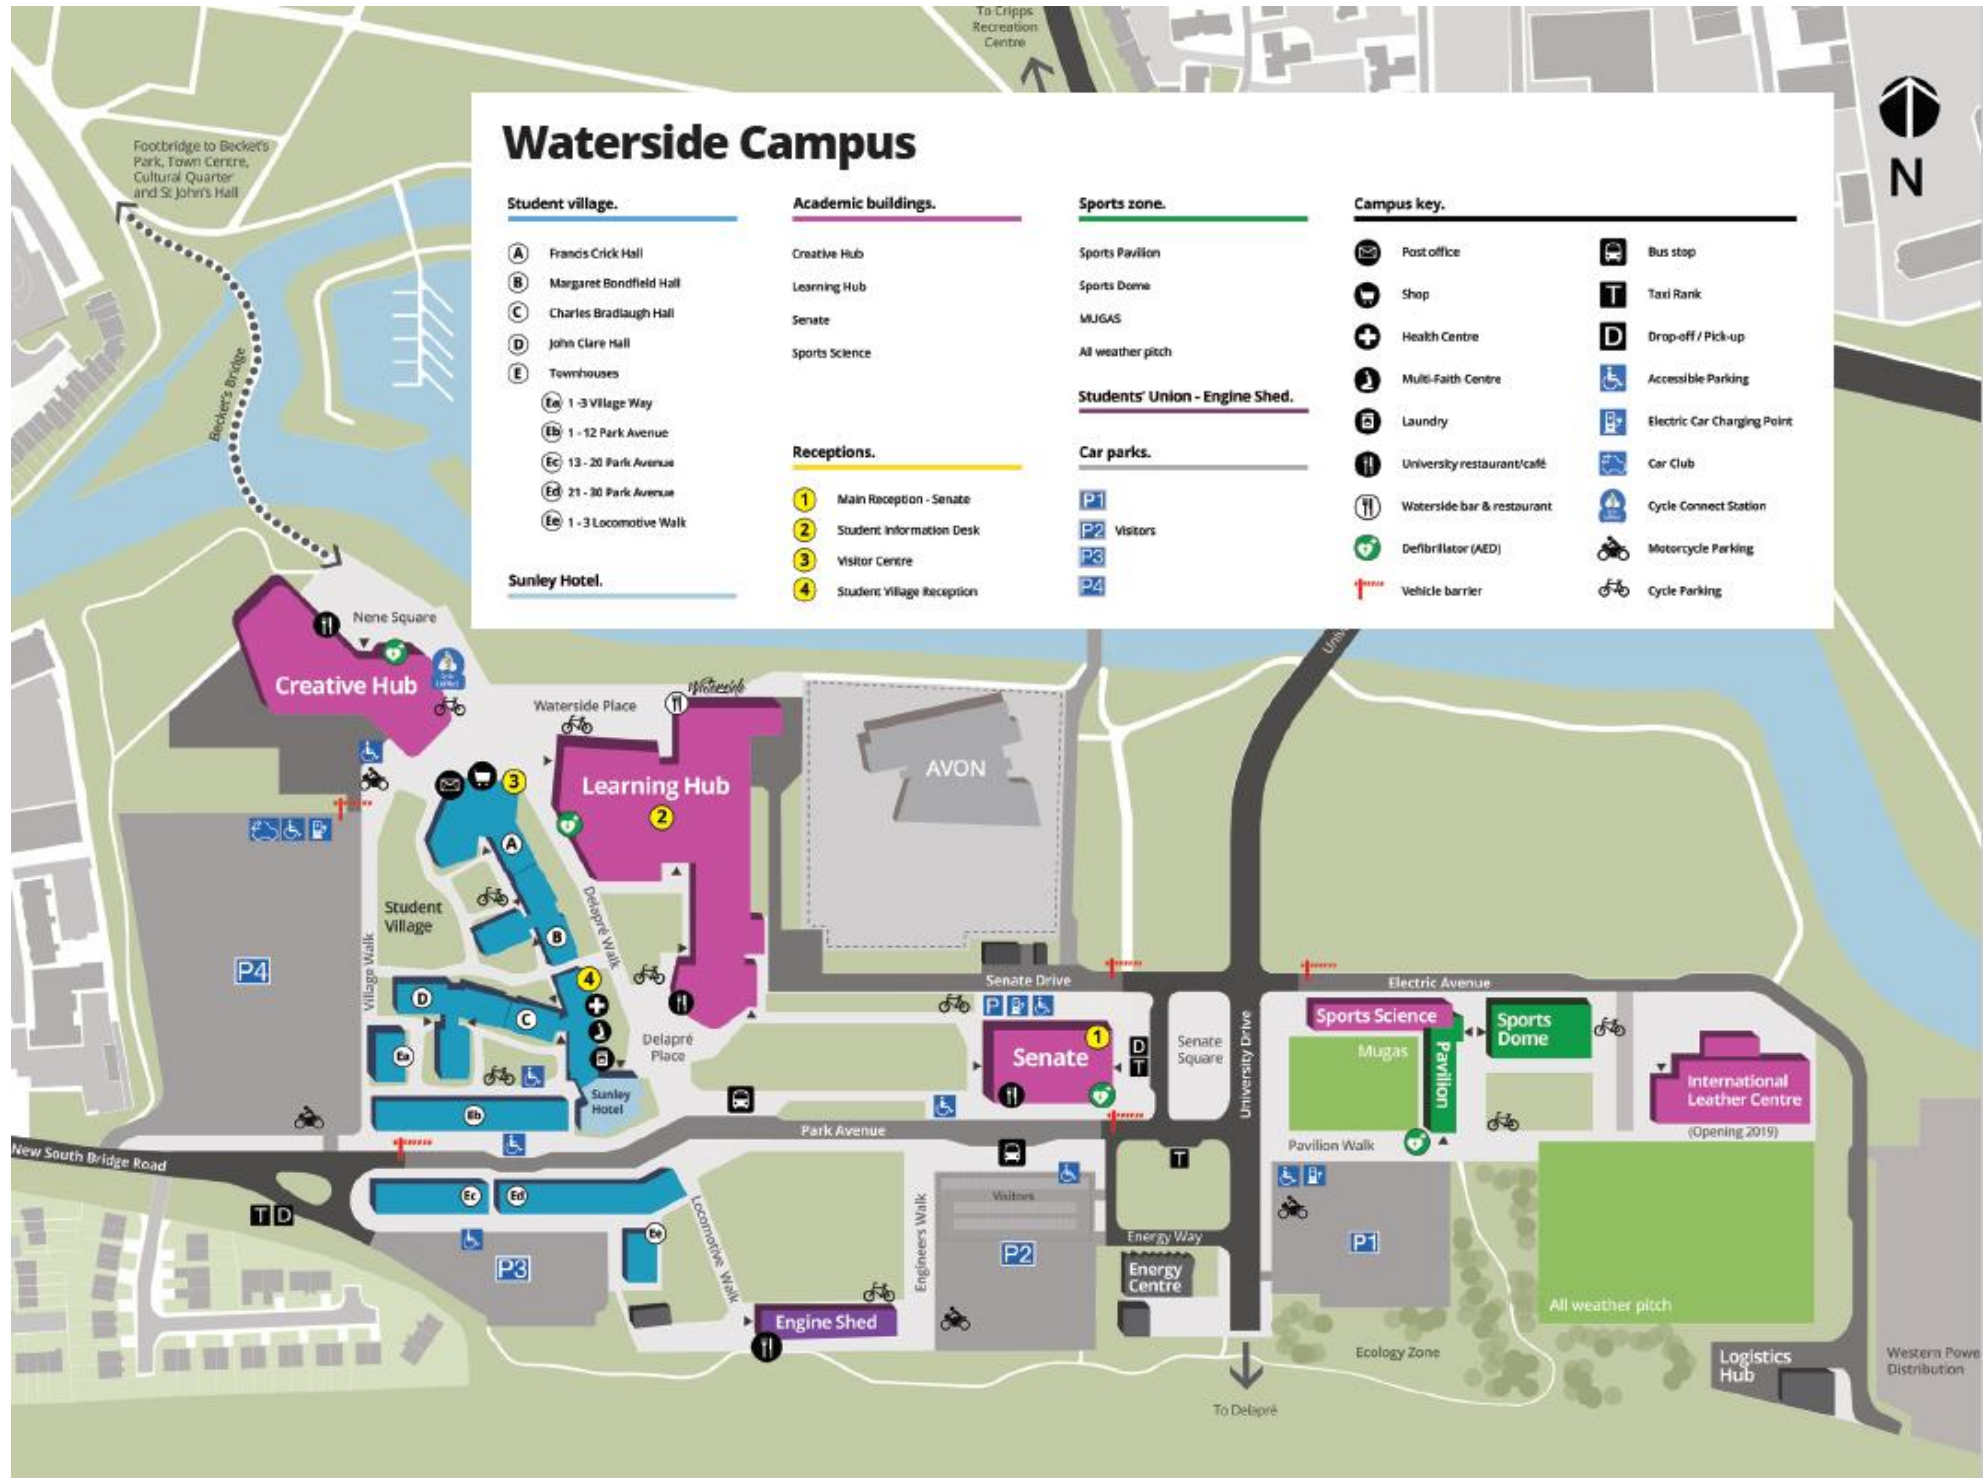 To Cripps
Recreation
Centre
Footbridge to Becket's
Park, Town Centre,
Cultural Quarter
and St John's Hall
Becket's Bridge
N
Waterside Campus
Student village.
A Francis Crick Hall
B Margaret Bondfield Hall
C Charles Bradlaugh Hall
D John Clare Hall
E Townhouses
Ea 1 -3 Village Way
Eb 1 - 12 Park Avenue
Ec 13 - 20 Park Avenue
Ed 21 - 30 Park Avenue
Ee 1 - 3 Locomotive Walk
Sunley Hotel.
Academic buildings.
Creative Hub
Learning Hub
Senate
Sports Science
Receptions.
1 Main Reception - Senate
2 Student Information Desk
3 Visitor Centre
4 Student Village Reception
Sports zone.
Sports Pavilion
Sports Dome
MUGAS
All weather pitch
Students' Union - Engine Shed.
Car parks.
P1
P2 Visitors
P3
P4
Campus key.
Post office
Shop
Health Centre
Multi-Faith Centre
Laundry
University restaurant/café
Waterside bar & restaurant
Defibrillator (AED)
Vehicle barrier
Bus stop
T Taxi Rank
D Drop-off / Pick-up
Accessible Parking
Electric Car Charging Point
Car Club
Cycle Connect Station
Motorcycle Parking
Cycle Parking
Nene Square
Creative Hub
Waterside Place
Waterside
Learning Hub
2
3
A
B
4
D
C
Ea
Eb
Ec
Ed
Ee
AVON
Student
Village
Village Walk
Delapré Walk
P4
Delapré
Place
Sunley
Hotel
Senate Drive
P
Senate
1
D
T
Senate
Square
University Drive
Electric Avenue
Sports Science
Mugas
Pavilion
Sports
Dome
International
Leather Centre
(Opening 2019)
Park Avenue
New South Bridge Road
T D
P3
Locomotive Walk
Engineers Walk
Visitors
P2
T
Energy Way
Energy
Centre
Engine Shed
Pavilion Walk
P1
All weather pitch
Ecology Zone
To Delapré
Logistics
Hub
Western Powe
Distribution